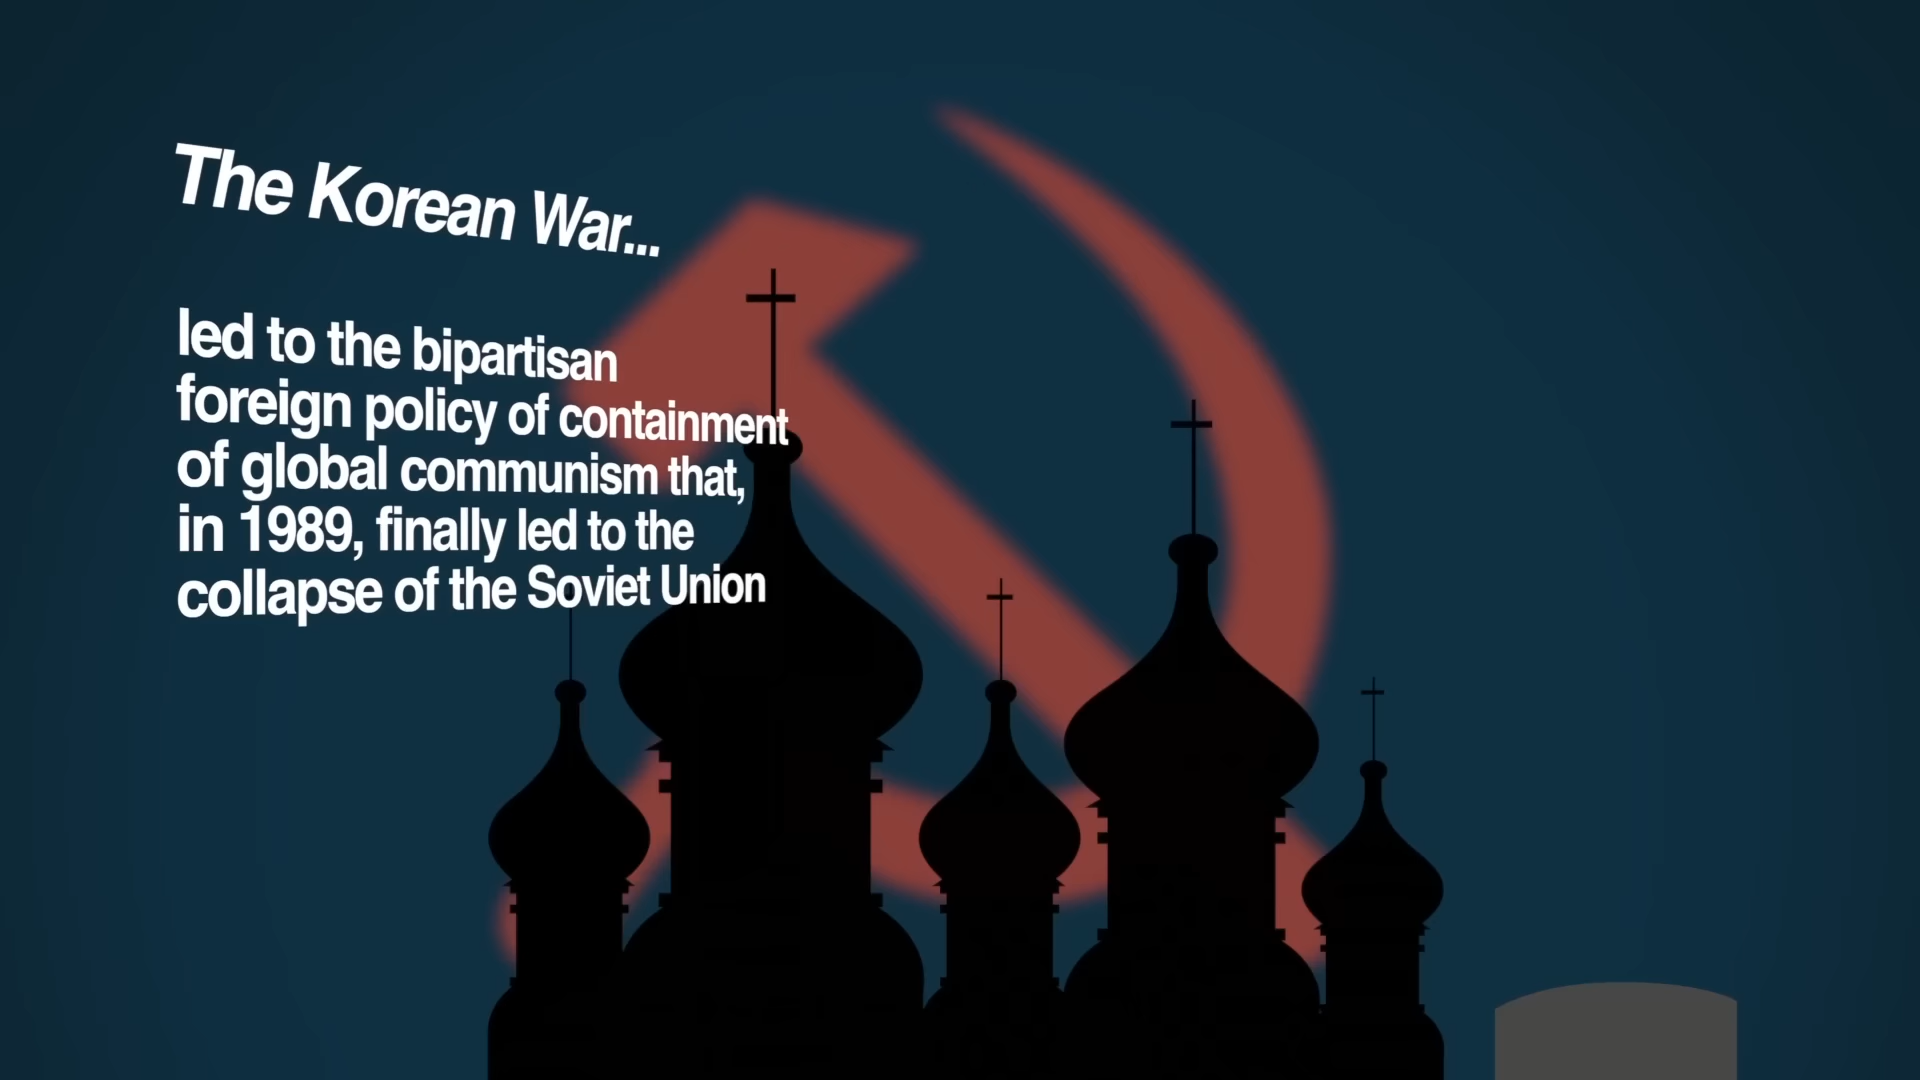 The Korean War...
led to the bipartisan
foreign policy of containment
of global communism that,
in 1989, finally led to the
collapse of the Soviet Union